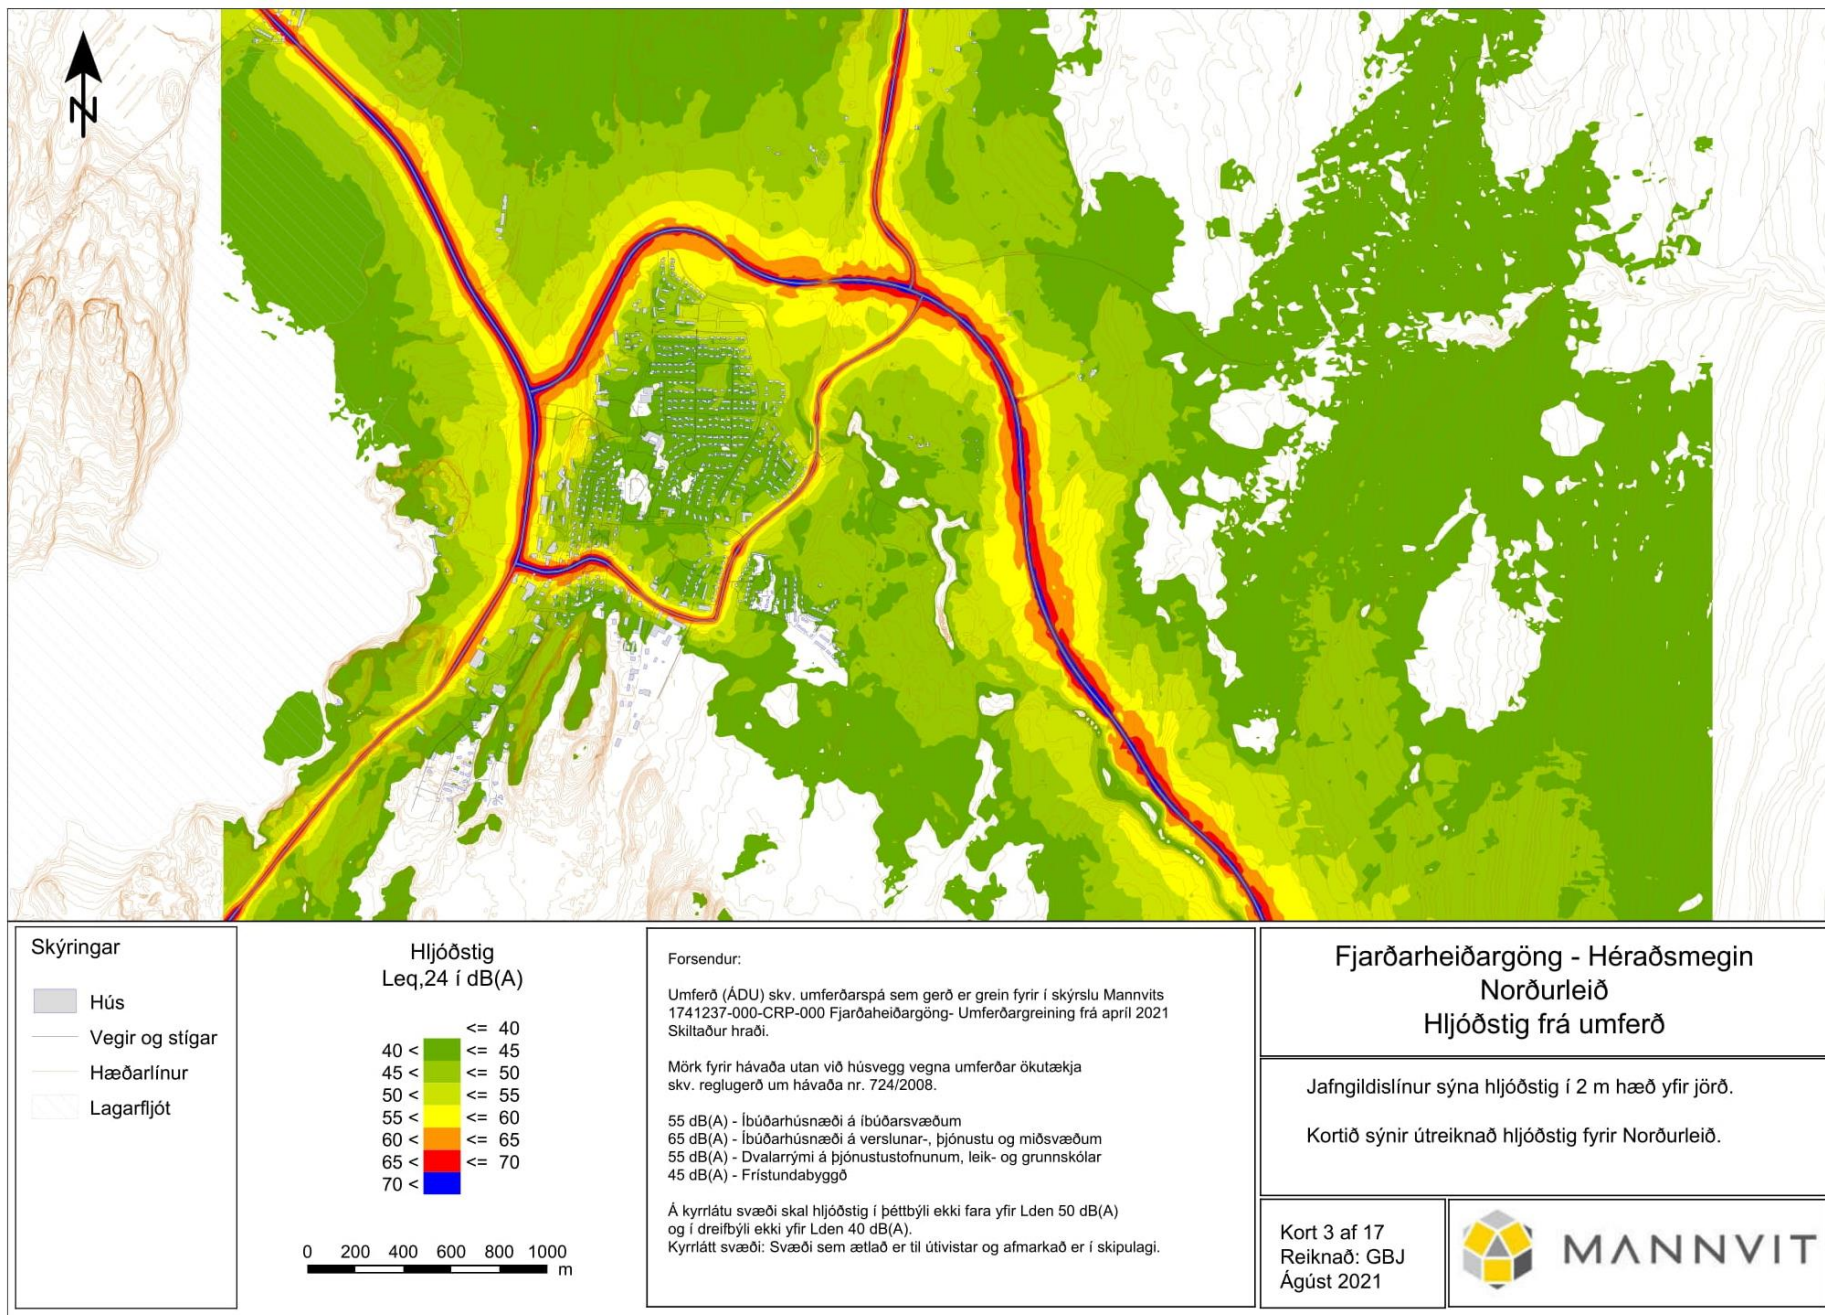 N
Skýringar
Hús
Vegir og stígar
Hæðarlínur
Lagarfljót
Hljóðstig
Leq,24 í dB(A)
<= 40
40 < <= 45
45 < <= 50
50 < <= 55
55 < <= 60
60 < <= 65
65 < <= 70
70 <
0 200 400 600 800 1000
m
Forsendur:
Umferð (ÁDU) skv. umferðarspá sem gerð er grein fyrir í skýrslu Mannvits
1741237-000-CRP-000 Fjarðaheiðargöng- Umferðargreining frá apríl 2021
Skiltaður hraði.
Mörk fyrir hávaða utan við húsvegg vegna umferðar ökutækja
skv. reglugerð um hávaða nr. 724/2008.
55 dB(A) - Íbúðarhúsnæði á íbúðarsvæðum
65 dB(A) - Íbúðarhúsnæði á verslunar-, þjónustu og miðsvæðum
55 dB(A) - Dvalarrými á þjónustustofnunum, leik- og grunnskólar
45 dB(A) - Frístundabyggð
Á kyrrlátu svæði skal hljóðstig í þéttbýli ekki fara yfir Lden 50 dB(A)
og í dreifbýli ekki yfir Lden 40 dB(A).
Kyrrlátt svæði: Svæði sem ætlað er til útivistar og afmarkað er í skipulagi.
Fjarðarheiðargöng - Héraðsmegin
Norðurleið
Hljóðstig frá umferð
Jafngildislínur sýna hljóðstig í 2 m hæð yfir jörð.
Kortið sýnir útreiknað hljóðstig fyrir Norðurleið.
Kort 3 af 17
Reiknað: GBJ
Ágúst 2021
MANNVIT